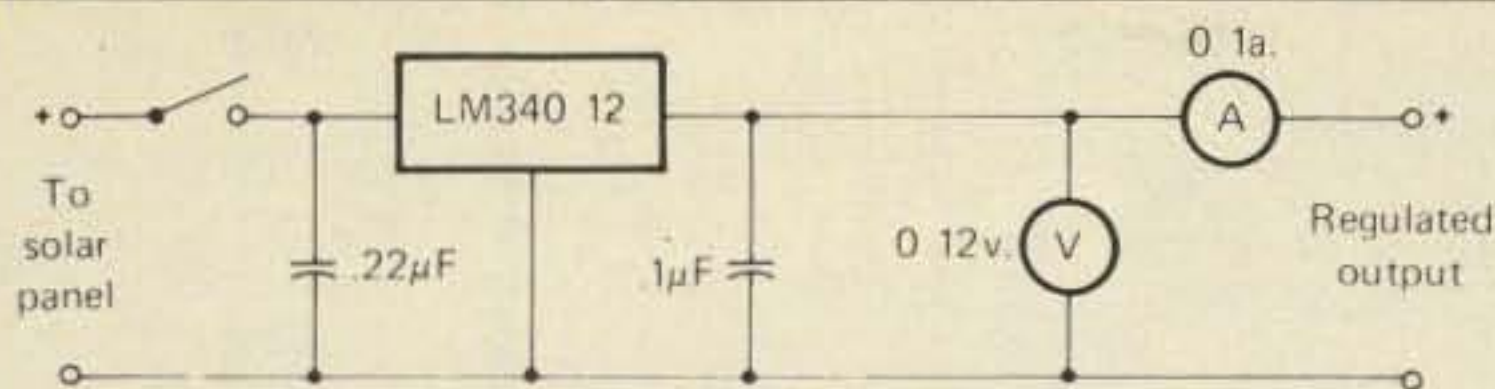 0 1a.
LM340 12
A
+
+
To
solar
panel
.22µF
.1µF
0 12v.
V
Regulated
output